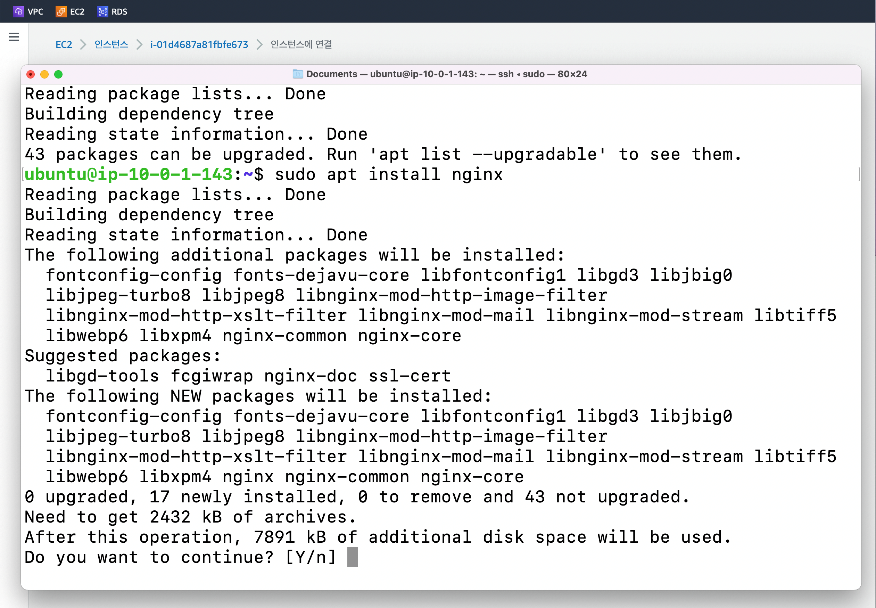 VPC EC2 RDS
EC2 > 인스턴스 > i-01d4687a81fbfe673 > 인스턴스에 연결
Documents — ubuntu@ip-10-0-1-143: ~ — ssh ‹ sudo — 80×24
Reading package lists... Done
Building dependency tree
Reading state information... Done
43 packages can be upgraded. Run 'apt list --upgradable' to see them.
[ubuntu@ip-10-0-1-143:~$ sudo apt install nginx
Reading package lists... Done
Building dependency tree
Reading state information... Done
The following additional packages will be installed:
  fontconfig-config fonts-dejavu-core libfontconfig1 libgd3 libjbig0
  libjpeg-turbo8 libjpeg8 libnginx-mod-http-image-filter
  libnginx-mod-http-xslt-filter libnginx-mod-mail libnginx-mod-stream libtiff5
  libwebp6 libxpm4 nginx-common nginx-core
Suggested packages:
  libgd-tools fcgiwrap nginx-doc ssl-cert
The following NEW packages will be installed:
  fontconfig-config fonts-dejavu-core libfontconfig1 libgd3 libjbig0
  libjpeg-turbo8 libjpeg8 libnginx-mod-http-image-filter
  libnginx-mod-http-xslt-filter libnginx-mod-mail libnginx-mod-stream libtiff5
  libwebp6 libxpm4 nginx nginx-common nginx-core
0 upgraded, 17 newly installed, 0 to remove and 43 not upgraded.
Need to get 2432 kB of archives.
After this operation, 7891 kB of additional disk space will be used.
Do you want to continue? [Y/n]